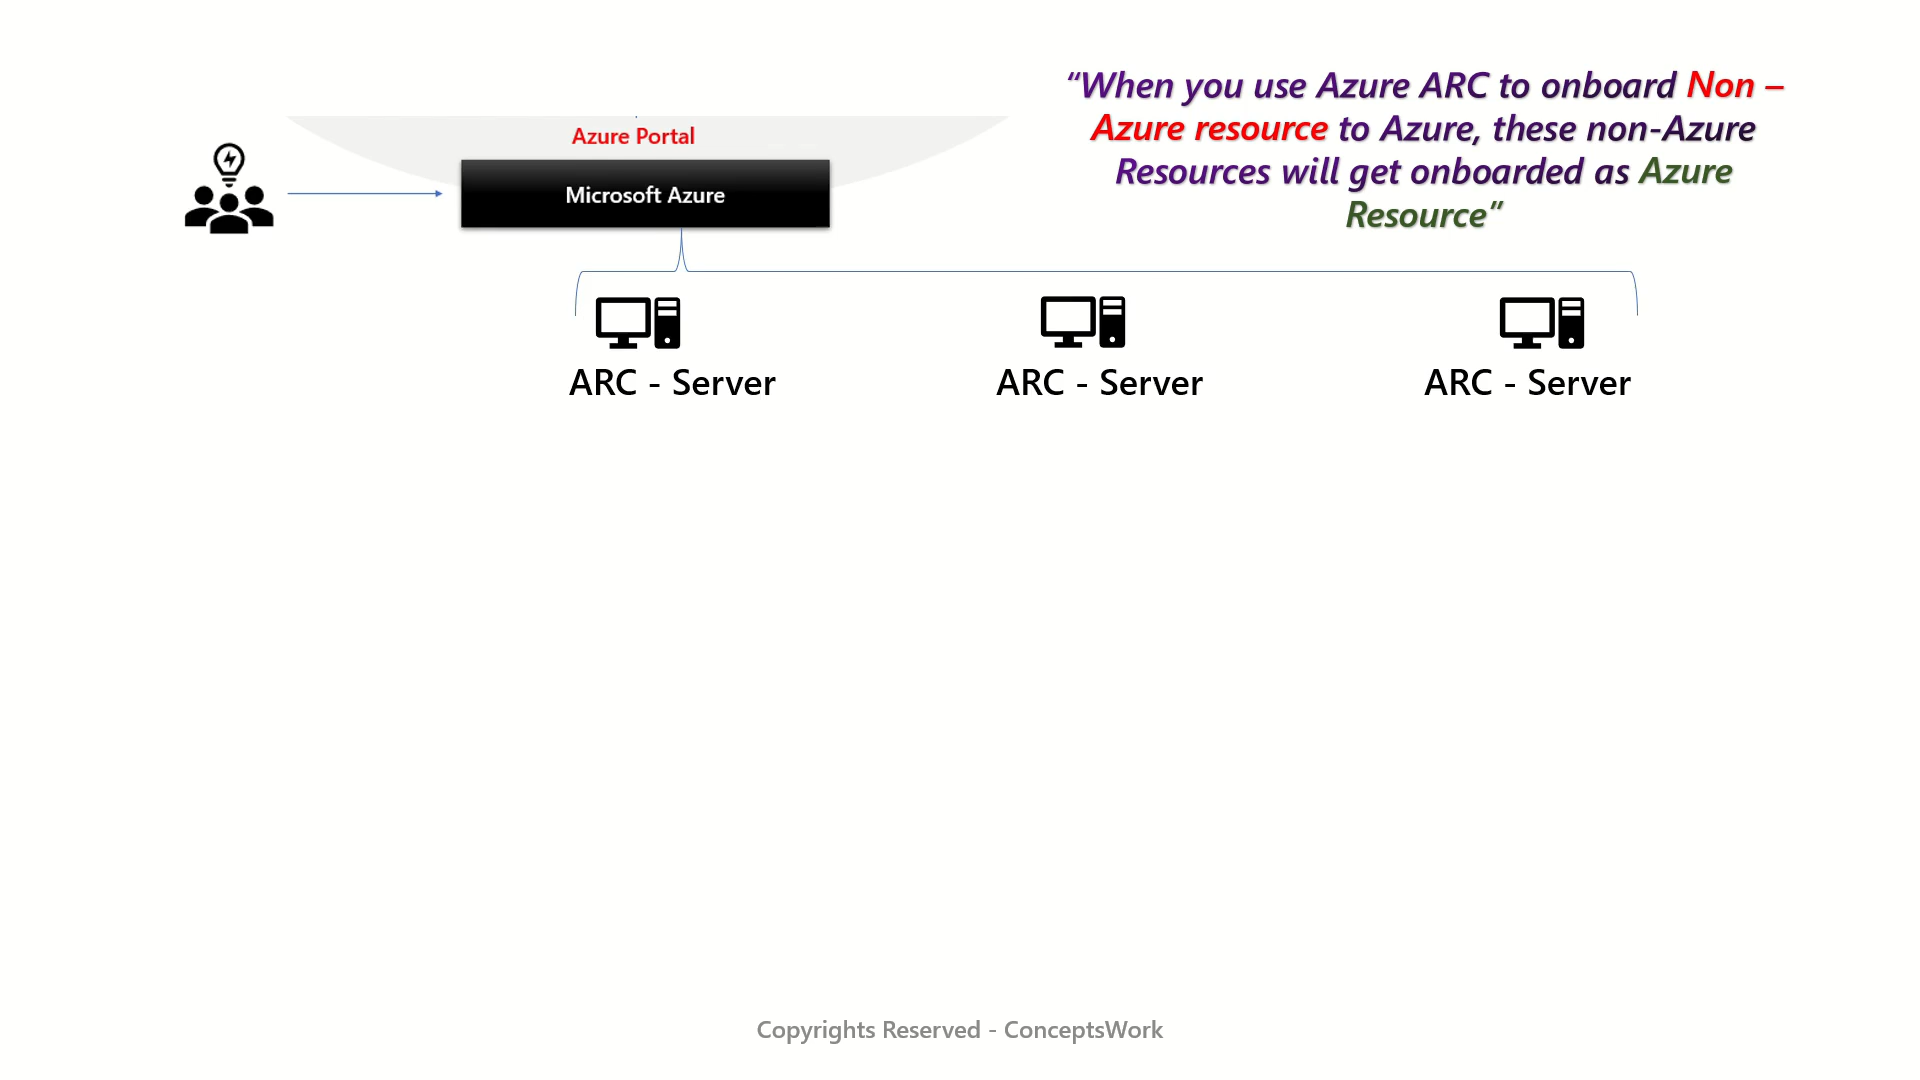 “When you use Azure ARC to onboard Non –
Azure resource to Azure, these non-Azure
Resources will get onboarded as Azure
Resource”
Azure Portal
Microsoft Azure
ARC - Server
ARC - Server
ARC - Server
Copyrights Reserved - ConceptsWork